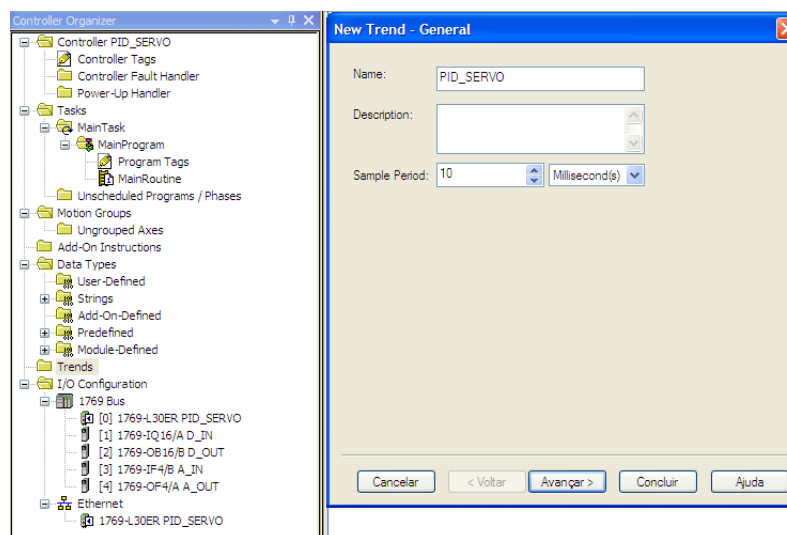 Controller Organizer
Controller PID_SERVO
Controller Tags
Controller Fault Handler
Power-Up Handler
Tasks
MainTask
MainProgram
Program Tags
MainRoutine
Unscheduled Programs / Phases
Motion Groups
Ungrouped Axes
Add-On Instructions
Data Types
User-Defined
Strings
Add-On-Defined
Predefined
Module-Defined
Trends
I/O Configuration
1769 Bus
[0] 1769-L30ER PID_SERVO
[1] 1769-IQ16/A D_IN
[2] 1769-OB16/B D_OUT
[3] 1769-IF4/B A_IN
[4] 1769-OF4/A A_OUT
Ethernet
1769-L30ER PID_SERVO
New Trend - General
Name: PID_SERVO
Description:
Sample Period: 10 Millisecond(s)
Cancelar < Voltar Avançar > Concluir Ajuda